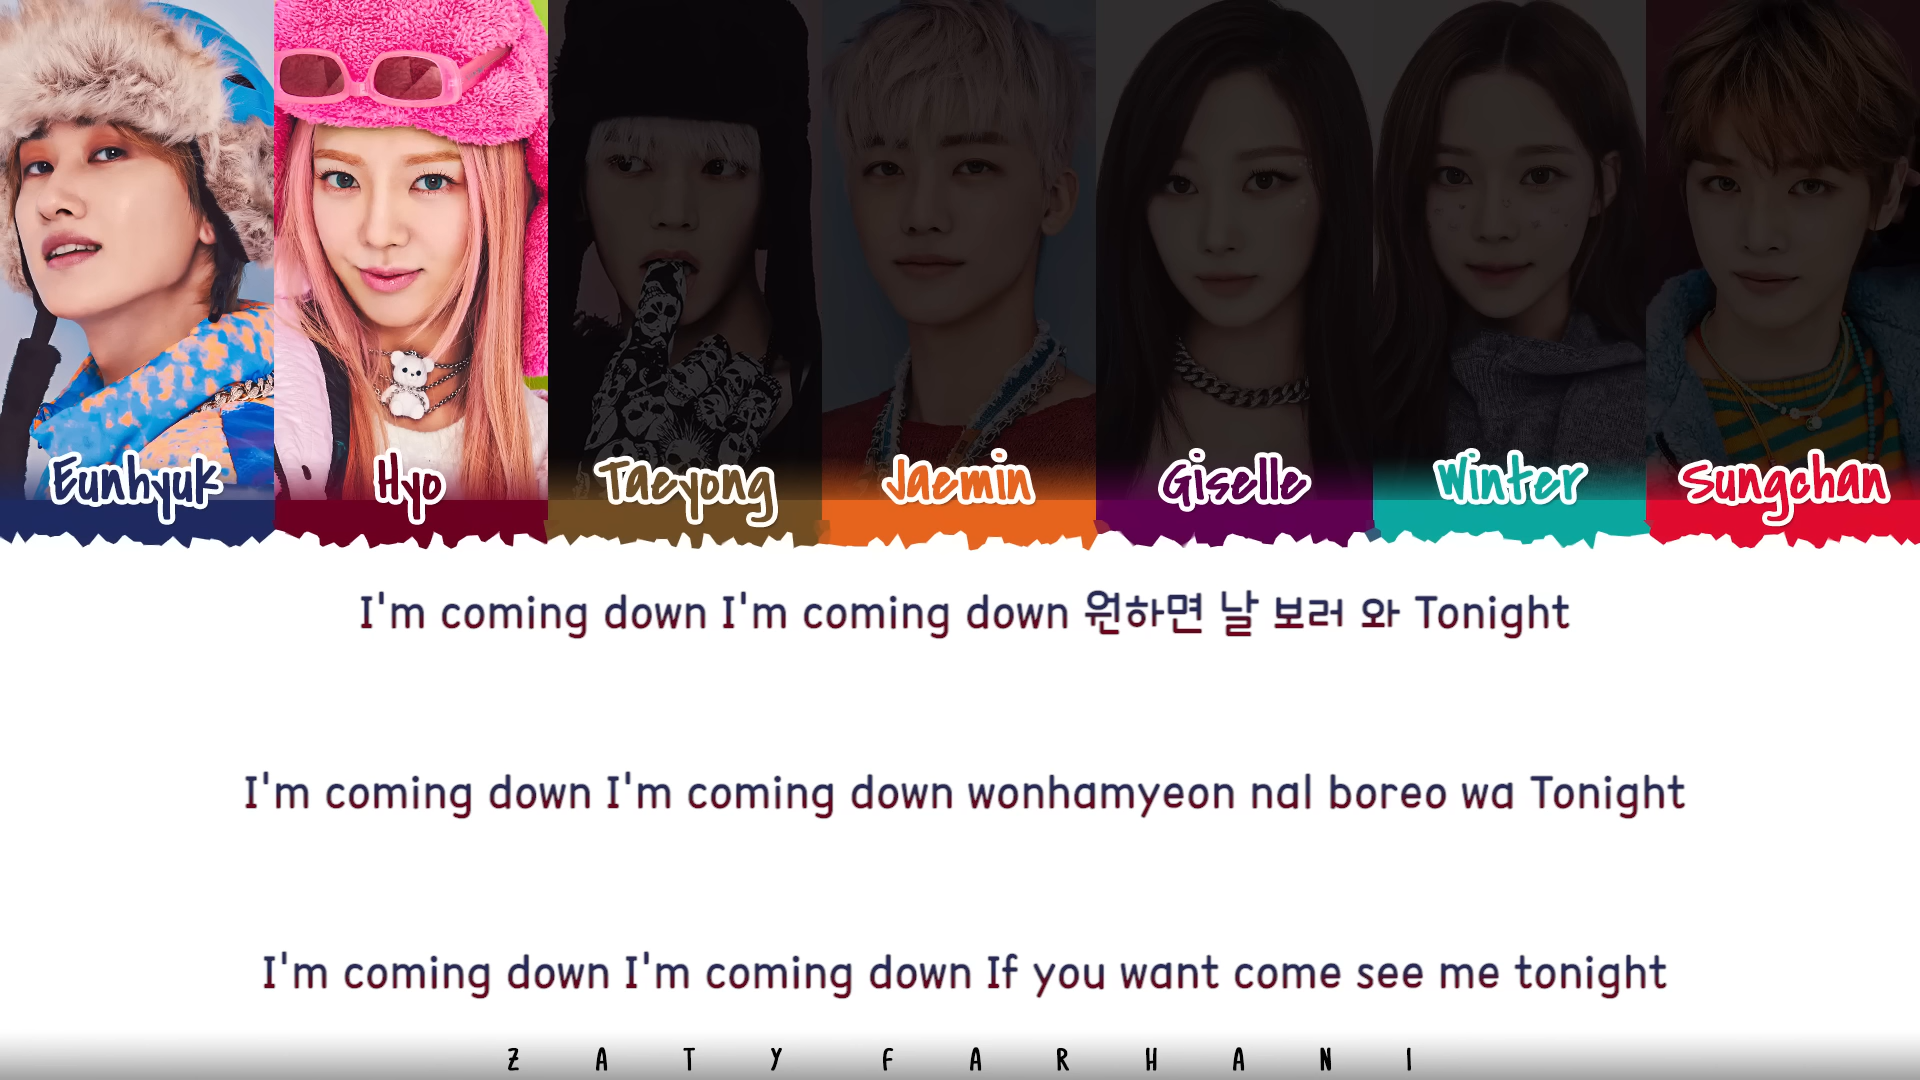 Eunhyuk Hyo Taeyong Jaemin Giselle Winter Sungchan
I'm coming down I'm coming down 원하면 날 보러 와 Tonight
I'm coming down I'm coming down wonhamyeon nal boreo wa Tonight
I'm coming down I'm coming down If you want come see me tonight
ZATY FARHANI